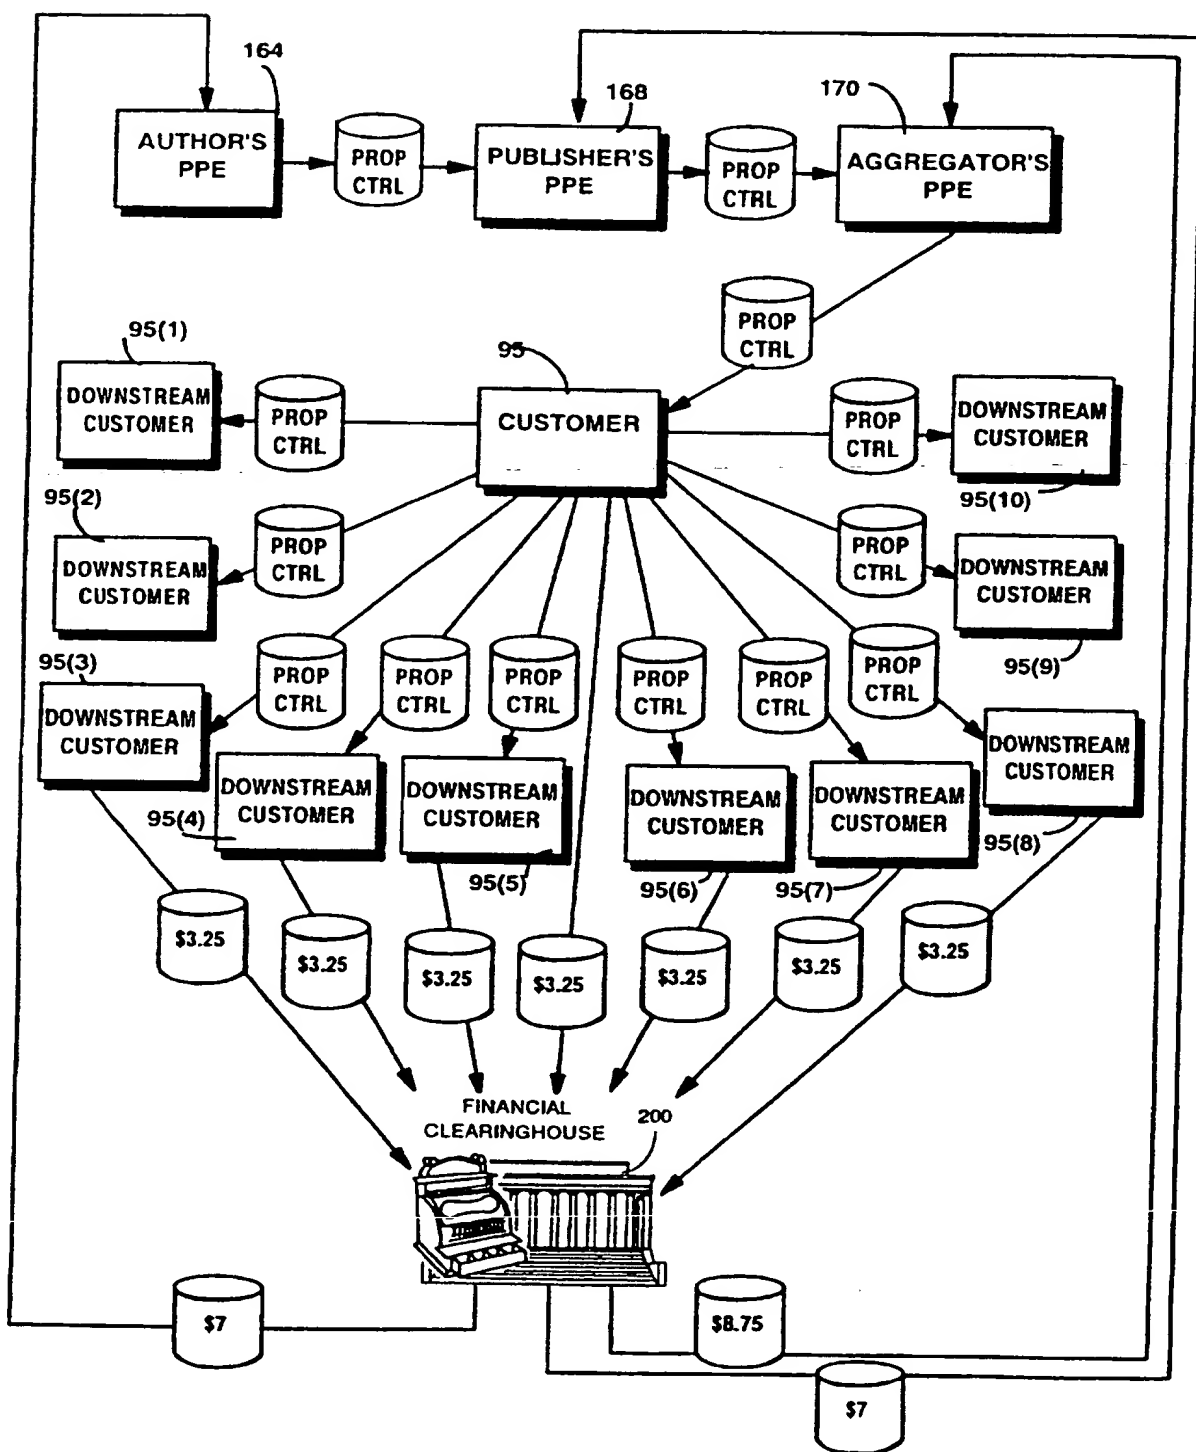 164
AUTHOR'S
PPE
PROP
CTRL
168
PUBLISHER'S
PPE
PROP
CTRL
170
AGGREGATOR'S
PPE
PROP
CTRL
95(1)
DOWNSTREAM
CUSTOMER
PROP
CTRL
95
CUSTOMER
PROP
CTRL
DOWNSTREAM
CUSTOMER
95(10)
95(2)
DOWNSTREAM
CUSTOMER
PROP
CTRL
PROP
CTRL
DOWNSTREAM
CUSTOMER
95(9)
95(3)
DOWNSTREAM
CUSTOMER
PROP
CTRL
PROP
CTRL
PROP
CTRL
PROP
CTRL
PROP
CTRL
PROP
CTRL
DOWNSTREAM
CUSTOMER
95(8)
95(4)
DOWNSTREAM
CUSTOMER
DOWNSTREAM
CUSTOMER
95(5)
DOWNSTREAM
CUSTOMER
95(6)
DOWNSTREAM
CUSTOMER
95(7)
$3.25
$3.25
$3.25
$3.25
$3.25
$3.25
$3.25
FINANCIAL
CLEARINGHOUSE
200
$7
$8.75
$7